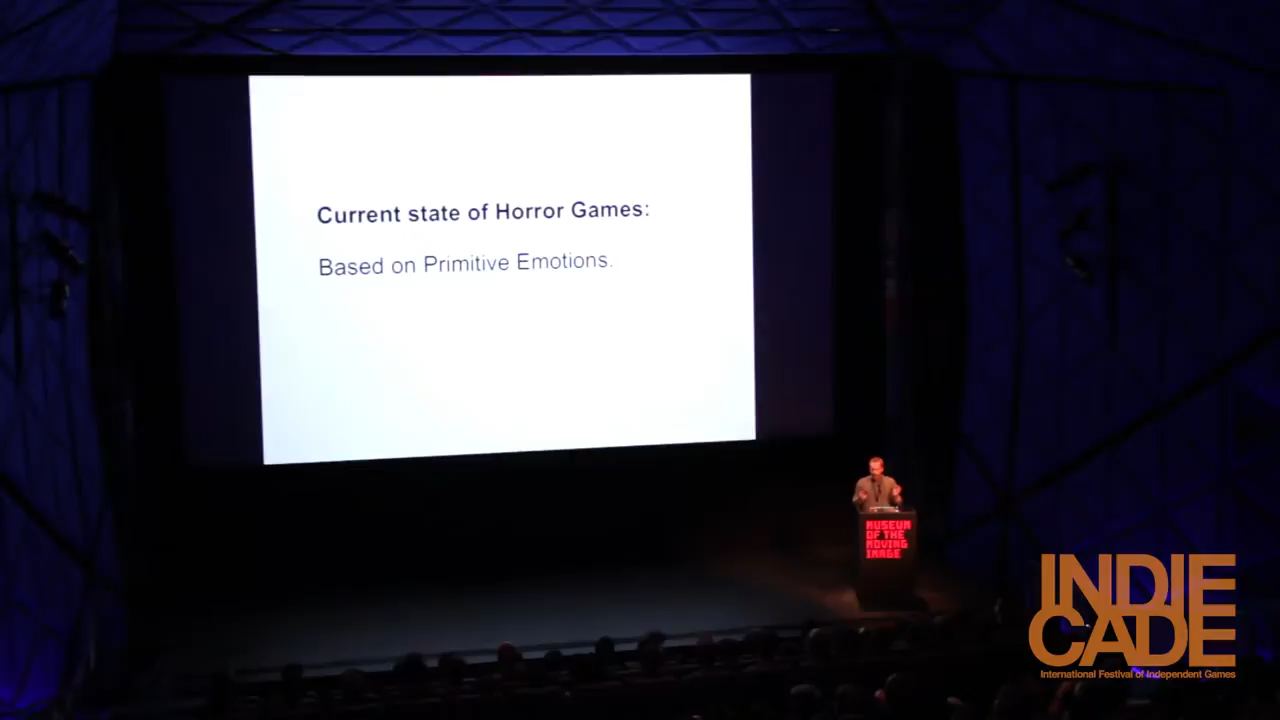 Current state of Horror Games:
Based on Primitive Emotions.
MUSEUM
OF THE
MOVING
IMAGE
INDIE
CADE
International Festival of Independent Games